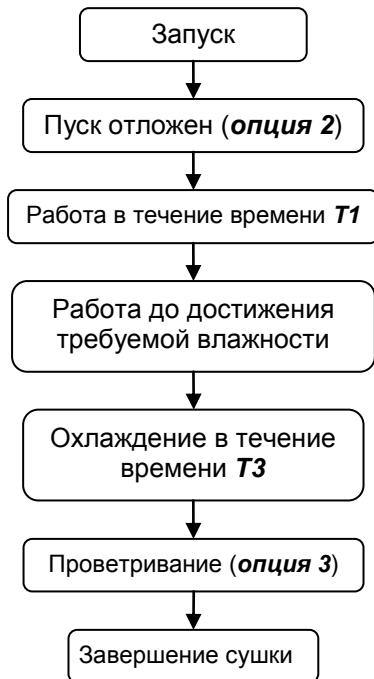 Запуск
Пуск отложен (опция 2)
Работа в течение времени T1
Работа до достижения
требуемой влажности
Охлаждение в течение
времени T3
Проветривание (опция 3)
Завершение сушки